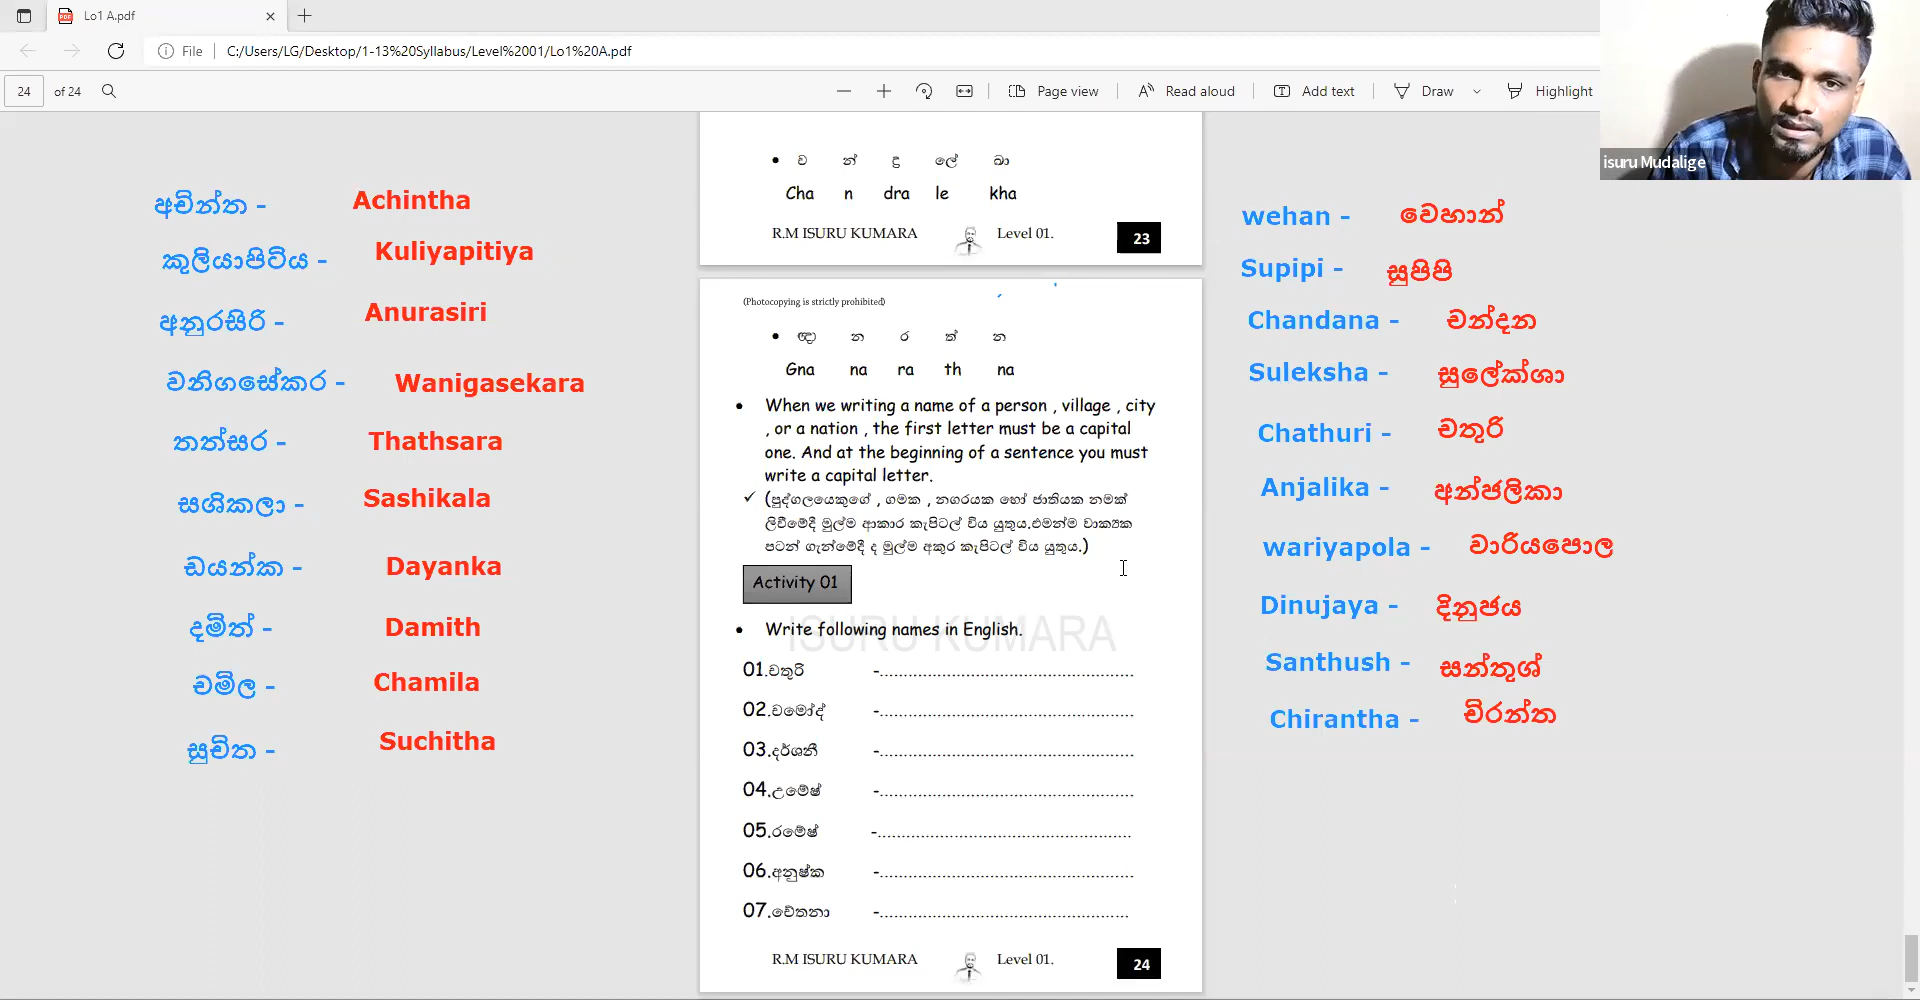 Lo1 A.pdf
File
C:/Users/LG/Desktop/1-13%20Syllabus/Level%2001/Lo1%20A.pdf
24 of 24
Page view
Read aloud
Add text
Draw
Highlight
isuru Mudalige
අචින්ත - Achintha
කුලියාපිටිය - Kuliyapitiya
අනුරසිරි - Anurasiri
වනිගසේකර - Wanigasekara
තත්සර - Thathsara
සශිකලා - Sashikala
ඩයන්ක - Dayanka
දමිත් - Damith
චමිල - Chamila
සුචිත - Suchitha
• ච න් ද්‍ර ලේ ඛා
Cha n dra le kha
R.M ISURU KUMARA Level 01. 23
(Photocopying is strictly prohibited)
• ඥා න ර ත් න
Gna na ra th na
• When we writing a name of a person , village , city
, or a nation , the first letter must be a capital
one. And at the beginning of a sentence you must
write a capital letter.
✓ (පුද්ගලයෙකුගේ , ගමක , නගරයක හෝ ජාතියක නමක්
ලිවීමේදී මුල්ම ආකාර කැපිටල් විය යුතුය.එමන්ම වාක්‍යක
පටන් ගැන්මේදී ද මුල්ම අකුර කැපිටල් විය යුතුය.)
Activity 01
ISURU KUMARA
• Write following names in English.
01.චතුරි -..........................................
02.චමෝද් -..........................................
03.දර්ශනී -..........................................
04.උමේෂ් -..........................................
05.රමේෂ් -..........................................
06.අනුෂ්ක -..........................................
07.චේතනා -..........................................
R.M ISURU KUMARA Level 01. 24
wehan - වෙහාන්
Supipi - සුපිපි
Chandana - චන්දන
Suleksha - සුලේක්ශා
Chathuri - චතුරි
Anjalika - අන්ජලිකා
wariyapola - වාරියපොල
Dinujaya - දිනුජය
Santhush - සන්තුශ්
Chirantha - චිරන්ත